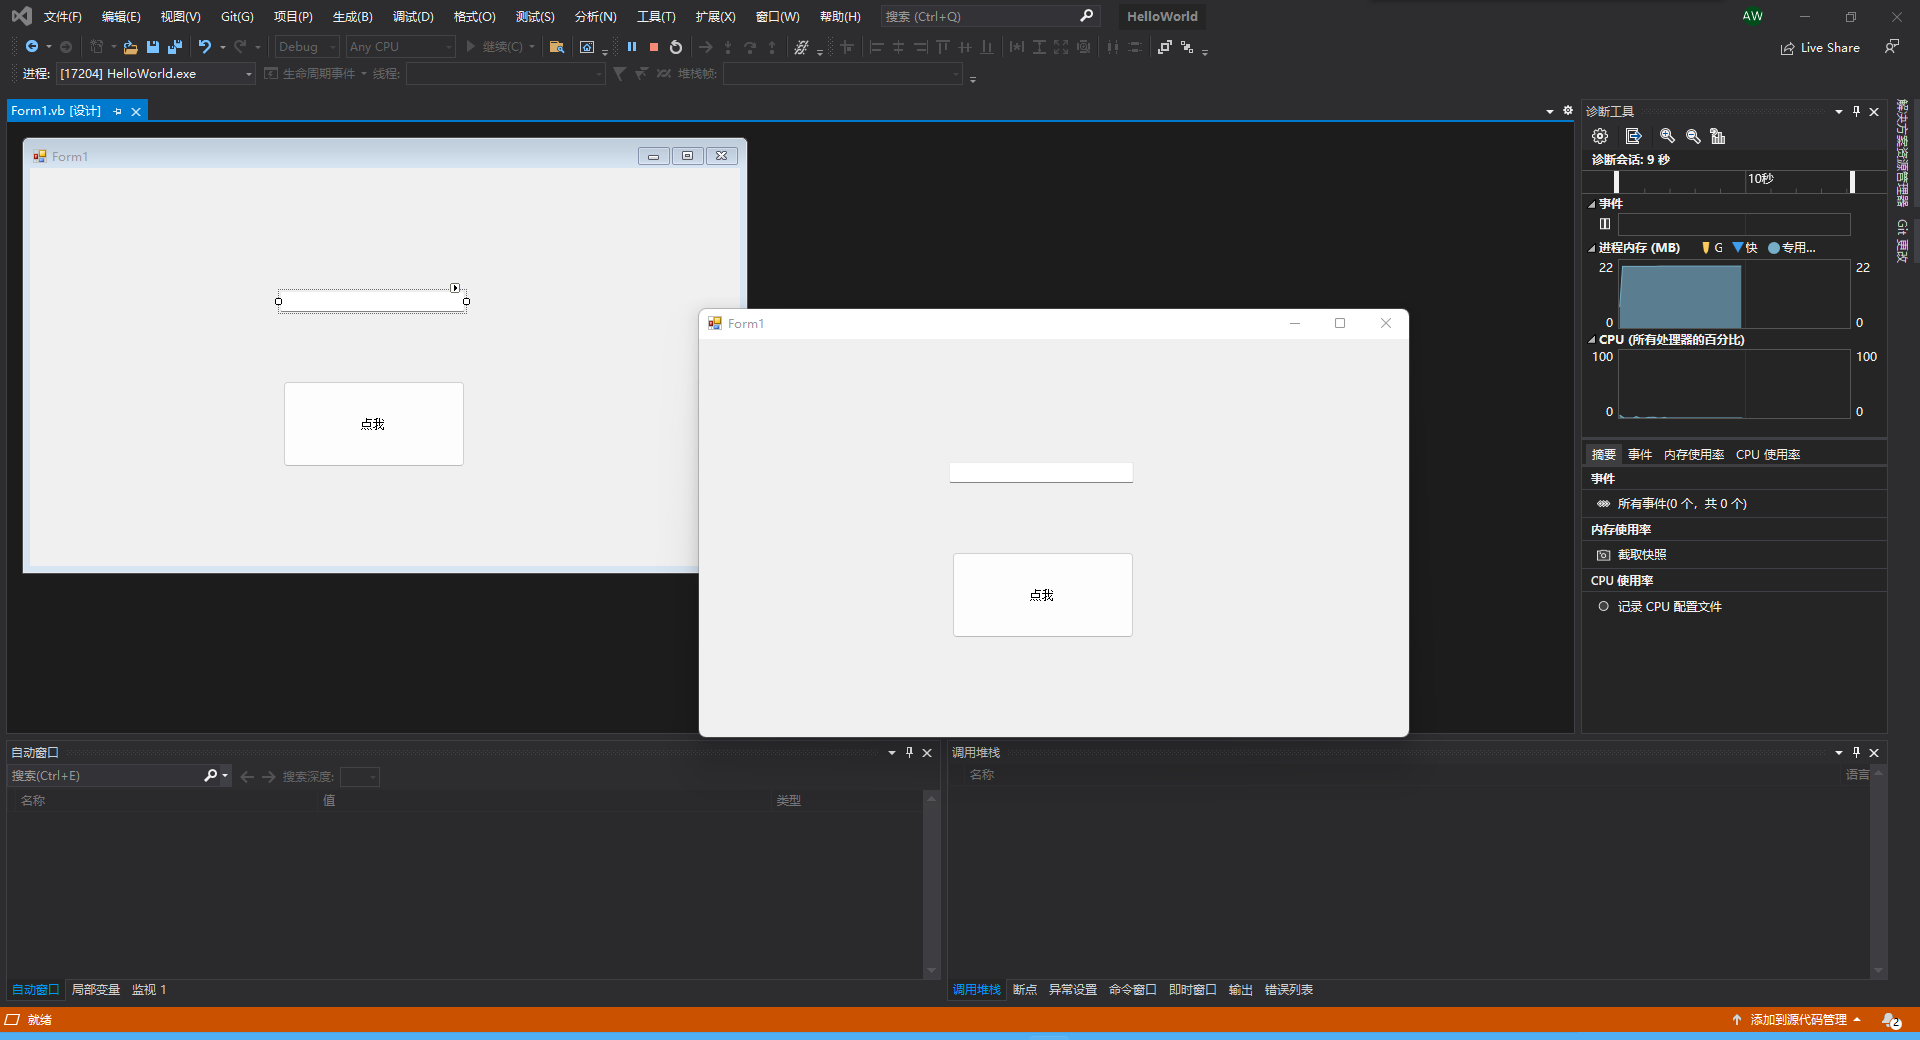 文件(F) 编辑(E) 视图(V) Git(G) 项目(P) 生成(B) 调试(D) 格式(O) 测试(S) 分析(N) 工具(T) 扩展(X) 窗口(W) 帮助(H) 搜索 (Ctrl+Q) HelloWorld AW
Debug Any CPU 继续(C) Live Share
进程: [17204] HelloWorld.exe 生命周期事件 线程: 堆栈帧:
Form1.vb [设计]
Form1
点我
Form1
点我
诊断工具
诊断会话: 9 秒
10秒
事件
进程内存 (MB) G 快 专用...
22 22
0 0
CPU (所有处理器的百分比)
100 100
0 0
摘要 事件 内存使用率 CPU 使用率
事件
所有事件(0 个，共 0 个)
内存使用率
截取快照
CPU 使用率
记录 CPU 配置文件
解决方案资源管理器
Git 更改
自动窗口
搜索(Ctrl+E) 搜索深度:
名称 值 类型
自动窗口 局部变量 监视 1
调用堆栈
名称 语言
调用堆栈 断点 异常设置 命令窗口 即时窗口 输出 错误列表
就绪 添加到源代码管理 2